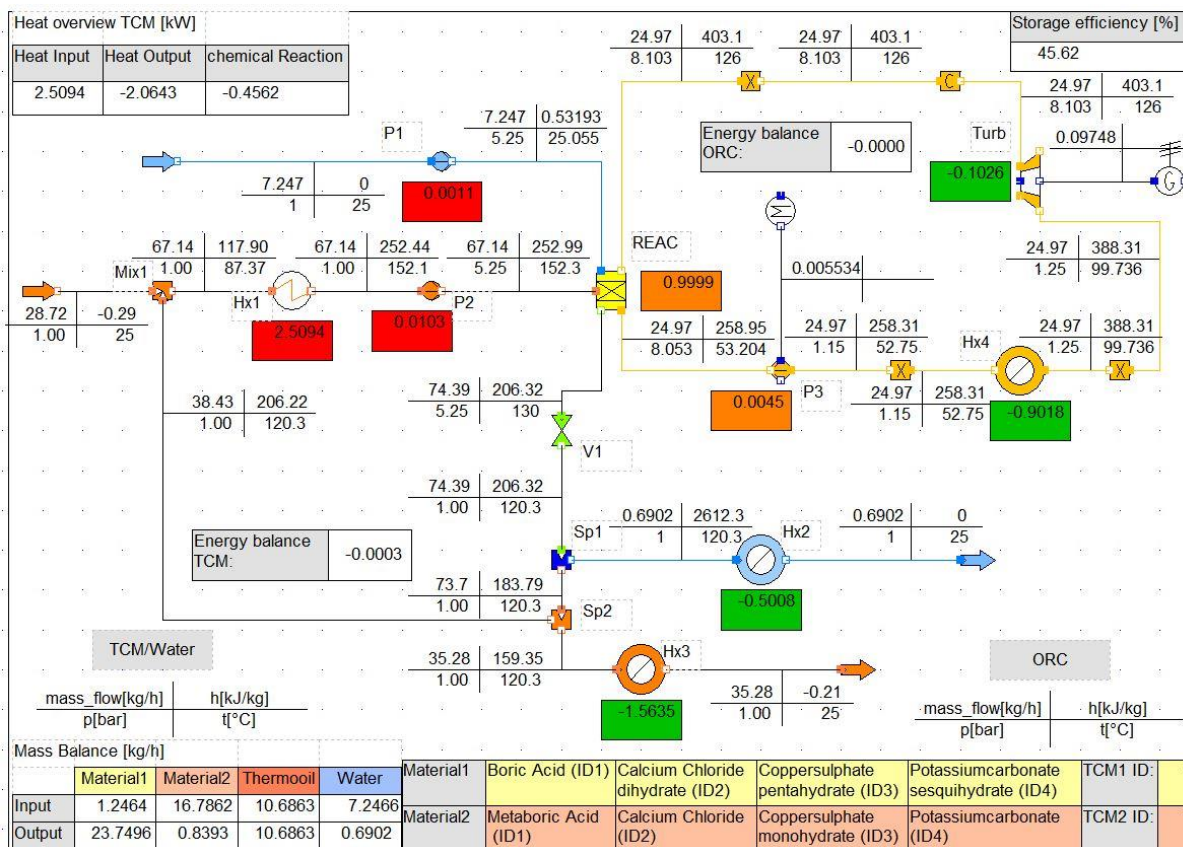 Heat overview TCM [kW]
Heat Input Heat Output chemical Reaction
2.5094 -2.0643 -0.4562
24.97 403.1
8.103 126
24.97 403.1
8.103 126
Storage efficiency [%]
45.62
24.97 403.1
8.103 126
P1
7.247 0.53193
5.25 25.055
Energy balance
ORC:
-0.0000
Turb
0.09748
G
-0.1026
7.247 0
1 25
0.0011
X
C
Mix1
67.14 117.90
1.00 87.37
67.14 252.44
1.00 152.1
67.14 252.99
5.25 152.3
REAC
24.97 388.31
1.25 99.736
28.72 -0.29
1.00 25
Hx1
2.5094
P2
0.0103
0.9999
0.005534
24.97 258.95
8.053 53.204
24.97 258.31
1.15 52.75
Hx4
24.97 388.31
1.25 99.736
X
X
38.43 206.22
1.00 120.3
74.39 206.32
5.25 130
P3
0.0045
24.97 258.31
1.15 52.75
-0.9018
V1
74.39 206.32
1.00 120.3
Sp1
0.6902 2612.3
1 120.3
Hx2
0.6902 0
1 25
Energy balance
TCM:
-0.0003
73.7 183.79
1.00 120.3
-0.5008
Sp2
TCM/Water
35.28 159.35
1.00 120.3
Hx3
-1.5635
35.28 -0.21
1.00 25
ORC
mass_flow[kg/h] h[kJ/kg]
p[bar] t[°C]
mass_flow[kg/h] h[kJ/kg]
p[bar] t[°C]
Mass Balance [kg/h]
Material1 Material2 Thermooil Water
Input 1.2464 16.7862 10.6863 7.2466
Output 23.7496 0.8393 10.6863 0.6902
Material1 Boric Acid (ID1) Calcium Chloride dihydrate (ID2) Coppersulphate pentahydrate (ID3) Potassiumcarbonate sesquihydrate (ID4) TCM1 ID:
Material2 Metaboric Acid (ID1) Calcium Chloride (ID2) Coppersulphate monohydrate (ID3) Potassiumcarbonate (ID4) TCM2 ID: